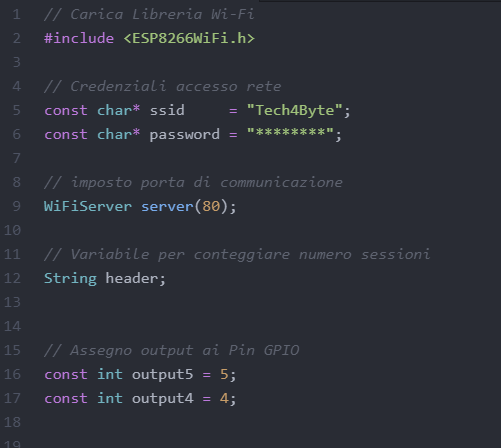 1 // Carica Libreria Wi-Fi
2 #include <ESP8266WiFi.h>
3
4 // Credenziali accesso rete
5 const char* ssid     = "Tech4Byte";
6 const char* password = "********";
7
8 // imposto porta di communicazione
9 WiFiServer server(80);
10
11 // Variabile per conteggiare numero sessioni
12 String header;
13
14
15 // Assegno output ai Pin GPIO
16 const int output5 = 5;
17 const int output4 = 4;
18
19